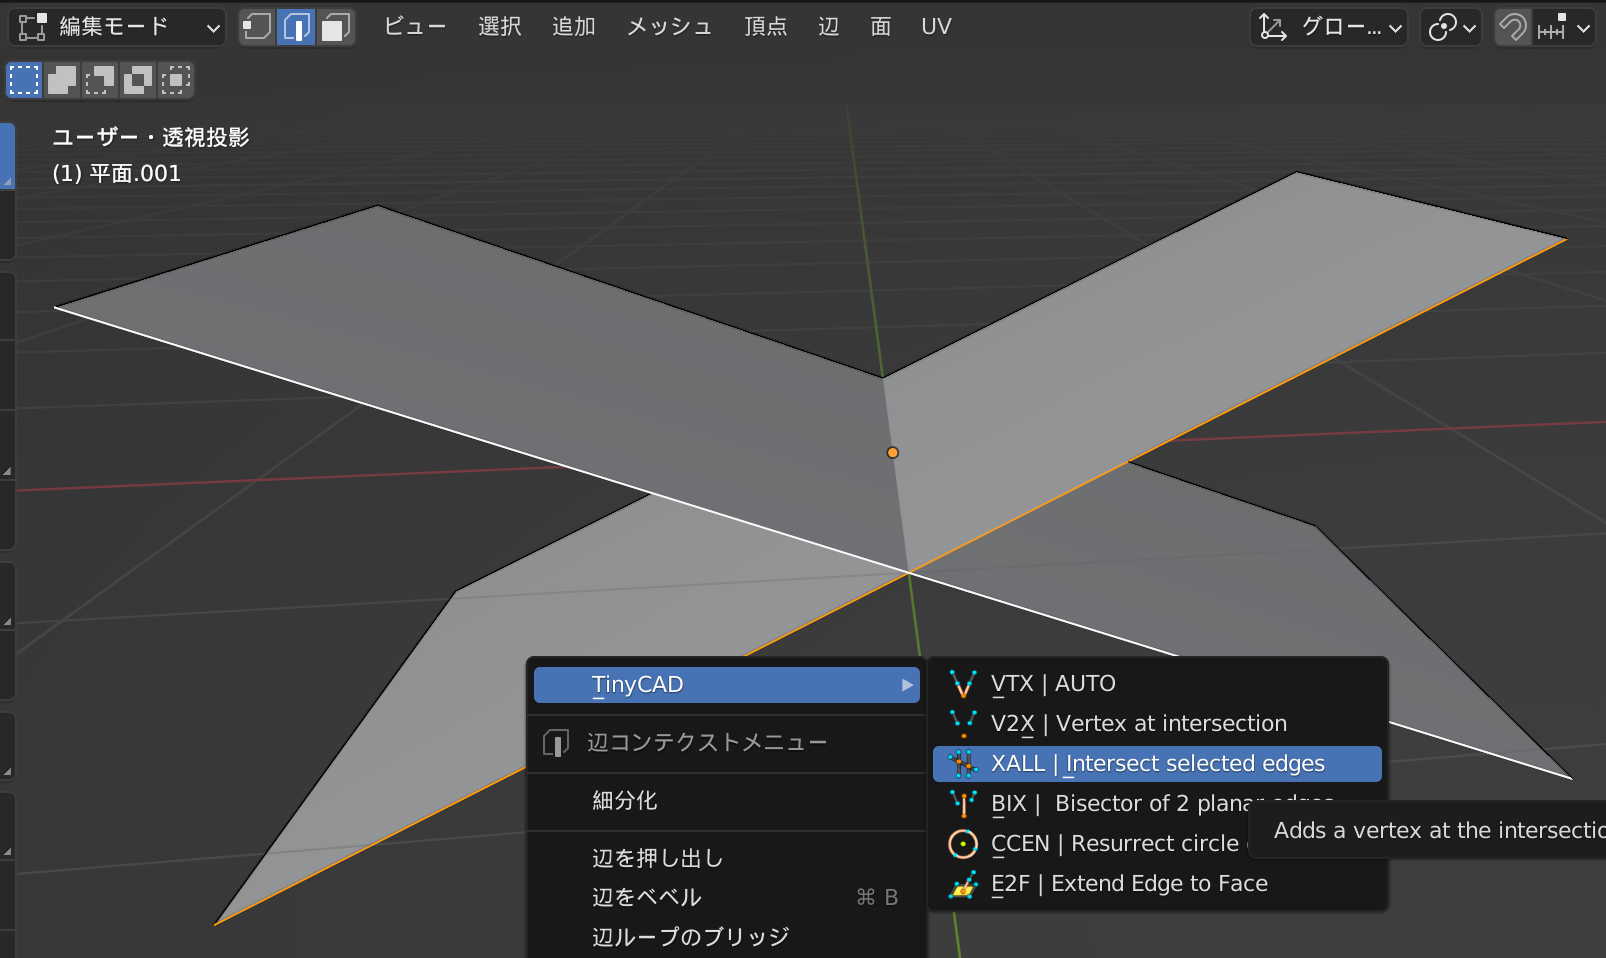 編集モード ビュー 選択 追加 メッシュ 頂点 辺 面 UV グロー...
ユーザー・透視投影
(1) 平面.001
TinyCAD
辺コンテクストメニュー
細分化
辺を押し出し
辺をベベル ⌘ B
辺ループのブリッジ
VTX | AUTO
V2X | Vertex at intersection
XALL | Intersect selected edges
BIX | Bisector of 2 planar edges
CCEN | Resurrect circle
E2F | Extend Edge to Face
Adds a vertex at the